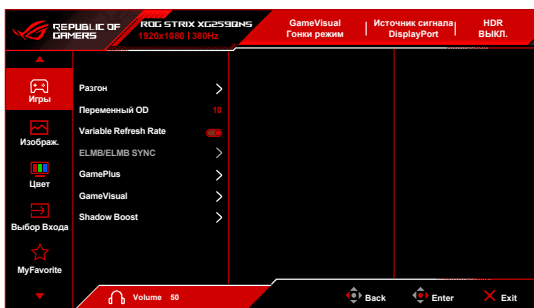 REPUBLIC OF
GAMERS
ROG STRIX XG259QNS
1920x1080 | 380Hz
GameVisual
Гонки режим
Источник сигнала
DisplayPort
HDR
ВЫКЛ.
Игры
Изображ.
Цвет
Выбор Входа
MyFavorite
Разгон
Переменный OD 10
Variable Refresh Rate
ELMB/ELMB SYNC
GamePlus
GameVisual
Shadow Boost
Volume 50
Back
Enter
Exit